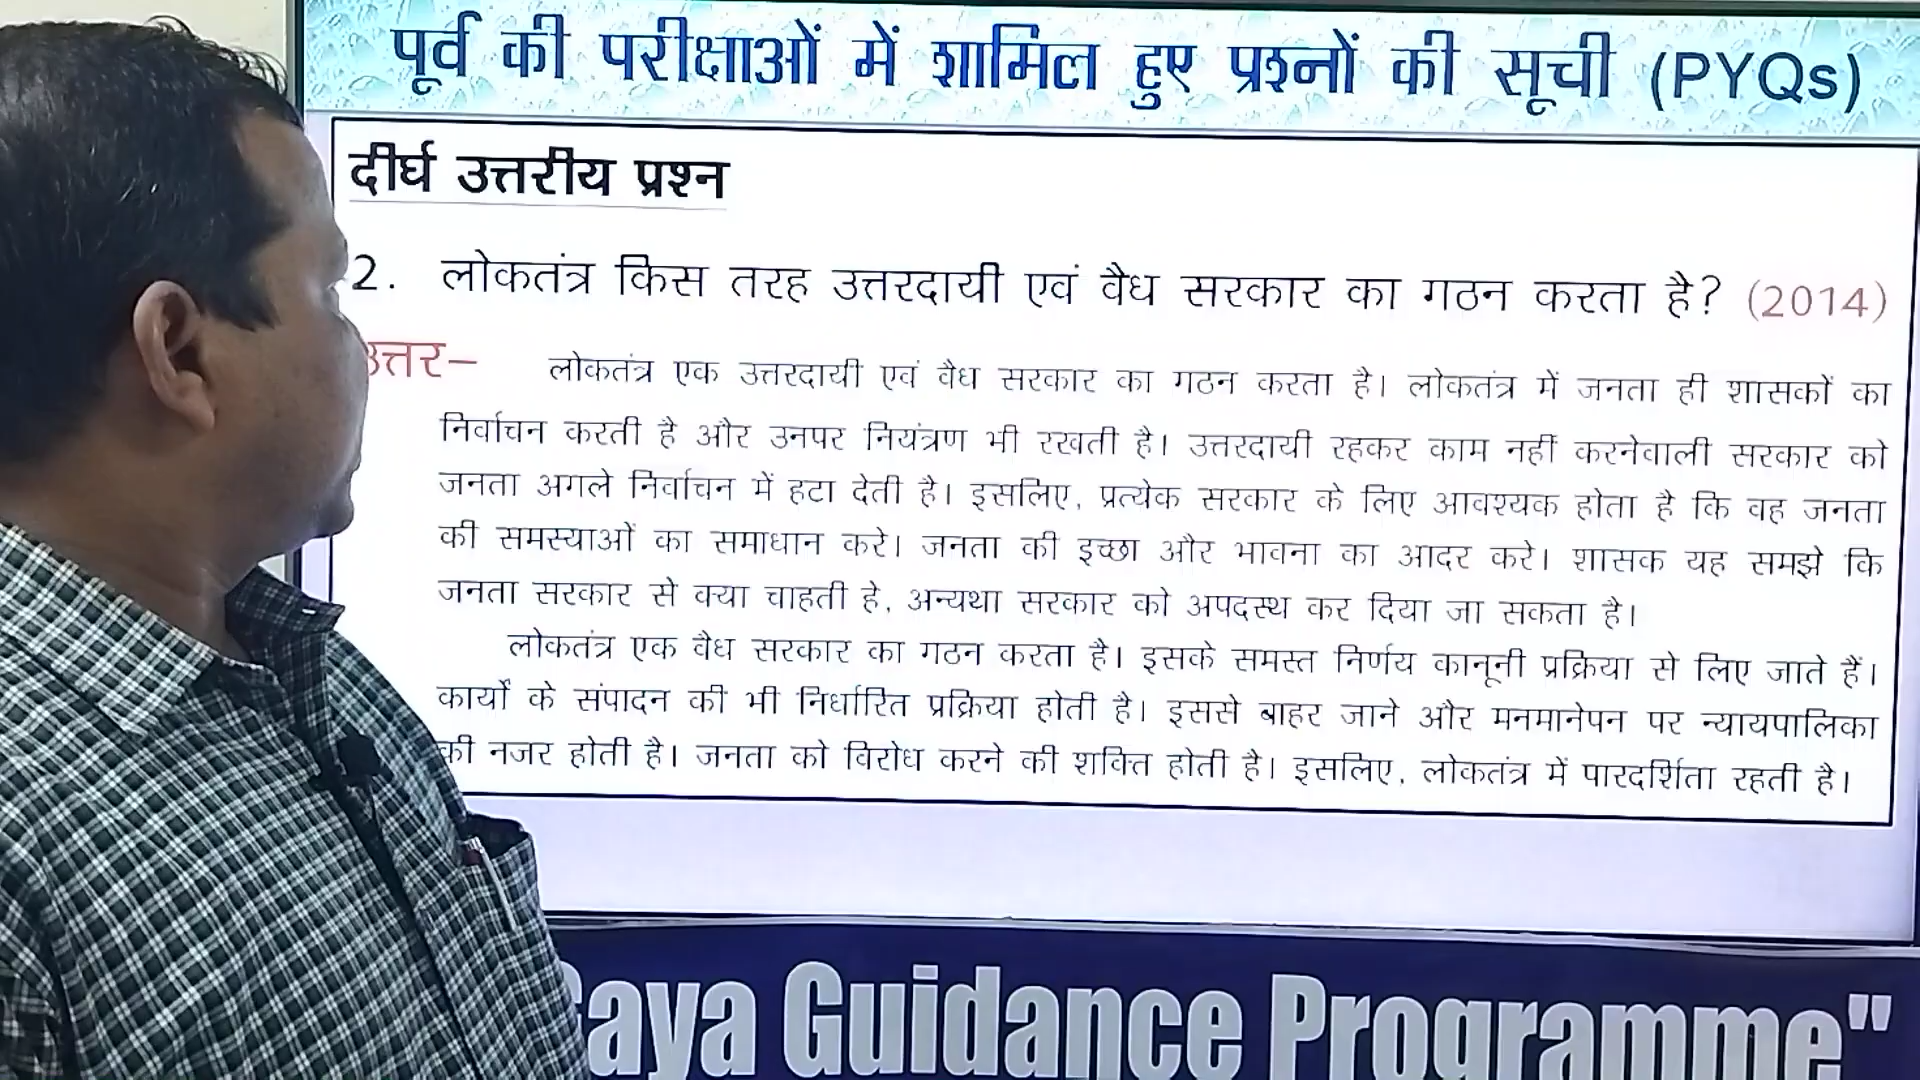 पूर्व की परीक्षाओं में शामिल हुए प्रश्नों की सूची (PYQs)
दीर्घ उत्तरीय प्रश्न
2. लोकतंत्र किस तरह उत्तरदायी एवं वैध सरकार का गठन करता है? (2014)
उत्तर– लोकतंत्र एक उत्तरदायी एवं वैध सरकार का गठन करता है। लोकतंत्र में जनता ही शासकों का
निर्वाचन करती है और उनपर नियंत्रण भी रखती है। उत्तरदायी रहकर काम नहीं करनेवाली सरकार को
जनता अगले निर्वाचन में हटा देती है। इसलिए, प्रत्येक सरकार के लिए आवश्यक होता है कि वह जनता
की समस्याओं का समाधान करे। जनता की इच्छा और भावना का आदर करे। शासक यह समझे कि
जनता सरकार से क्या चाहती हे, अन्यथा सरकार को अपदस्थ कर दिया जा सकता है।
लोकतंत्र एक वैध सरकार का गठन करता है। इसके समस्त निर्णय कानूनी प्रक्रिया से लिए जाते हैं।
कार्यों के संपादन की भी निर्धारित प्रक्रिया होती है। इससे बाहर जाने और मनमानेपन पर न्यायपालिका
की नजर होती है। जनता को विरोध करने की शक्ति होती है। इसलिए, लोकतंत्र में पारदर्शिता रहती है।
Gaya Guidance Programme"